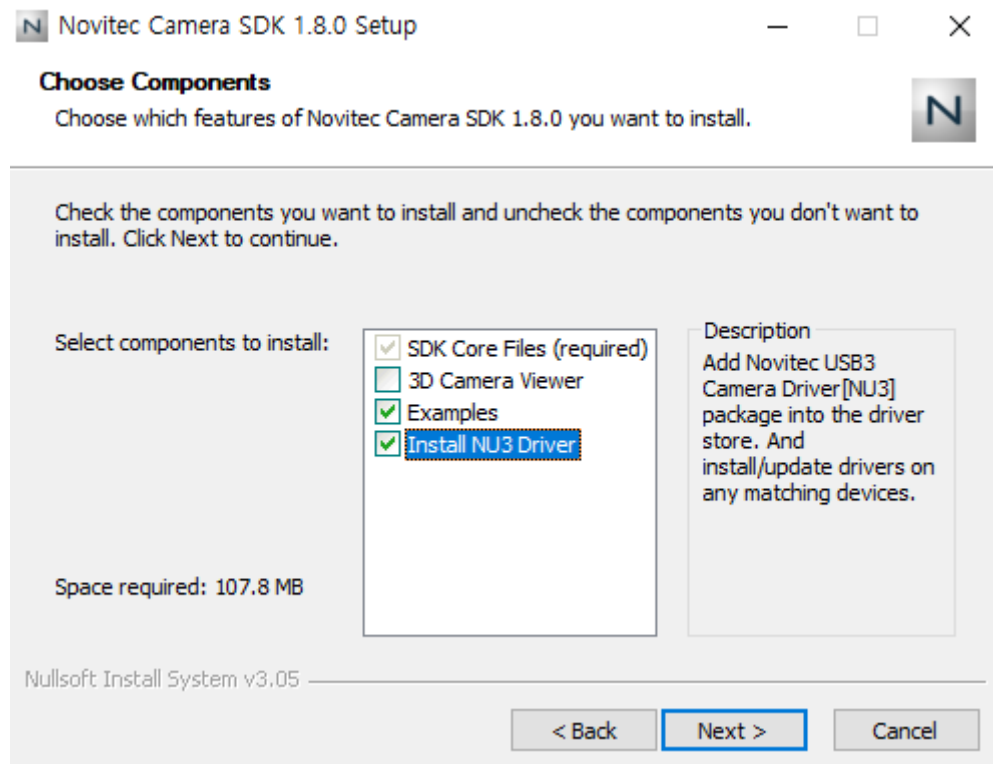 N Novitec Camera SDK 1.8.0 Setup
Choose Components
Choose which features of Novitec Camera SDK 1.8.0 you want to install.
N
Check the components you want to install and uncheck the components you don't want to
install. Click Next to continue.
Select components to install:
SDK Core Files (required)
3D Camera Viewer
Examples
Install NU3 Driver
Description
Add Novitec USB3
Camera Driver[NU3]
package into the driver
store. And
install/update drivers on
any matching devices.
Space required: 107.8 MB
Nullsoft Install System v3.05
< Back
Next >
Cancel